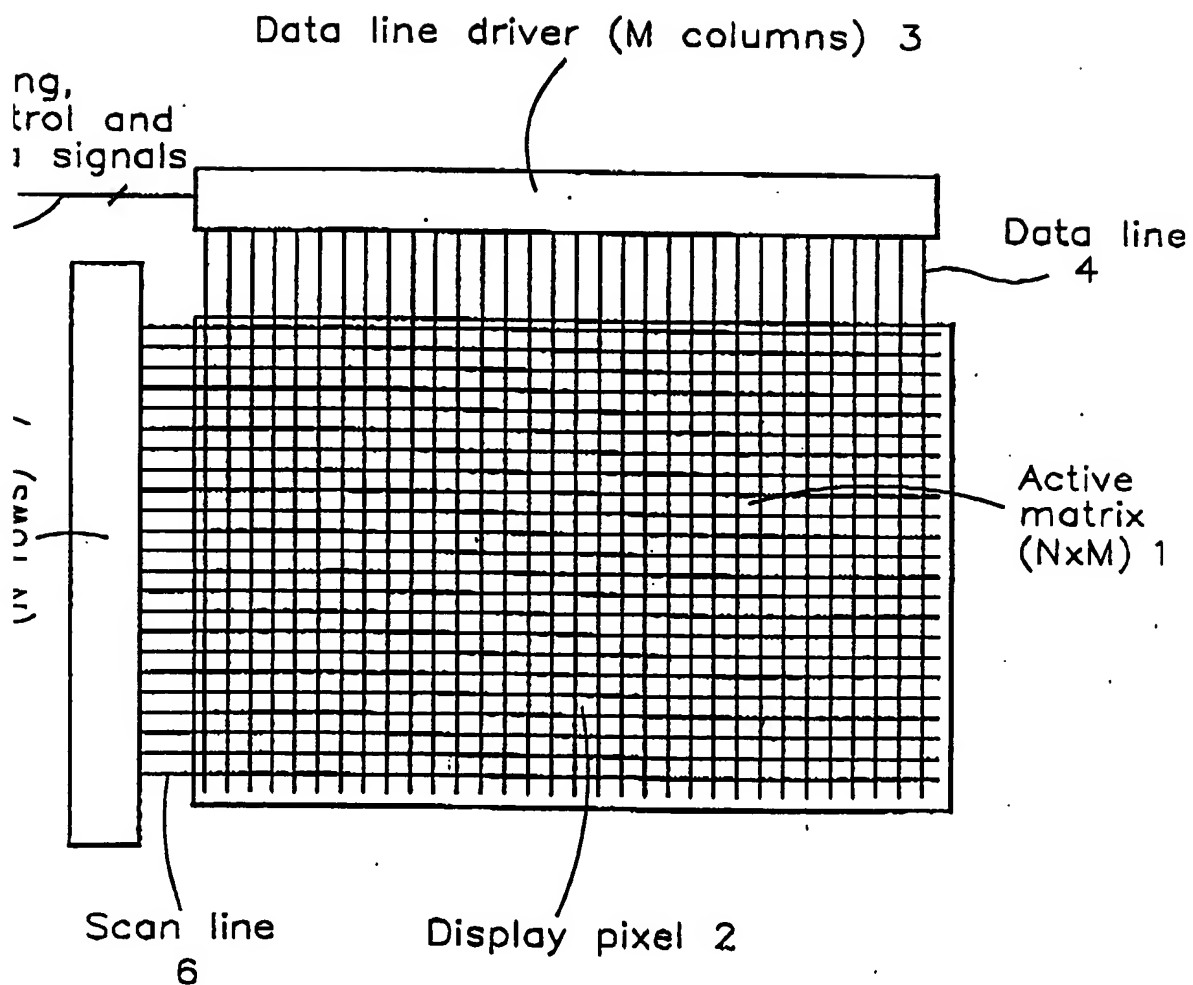 Data line driver (M columns) 3
ng,
trol and
signals
Data line
4
Active
matrix
(NxM) 1
(N rows)
Scan line
6
Display pixel 2